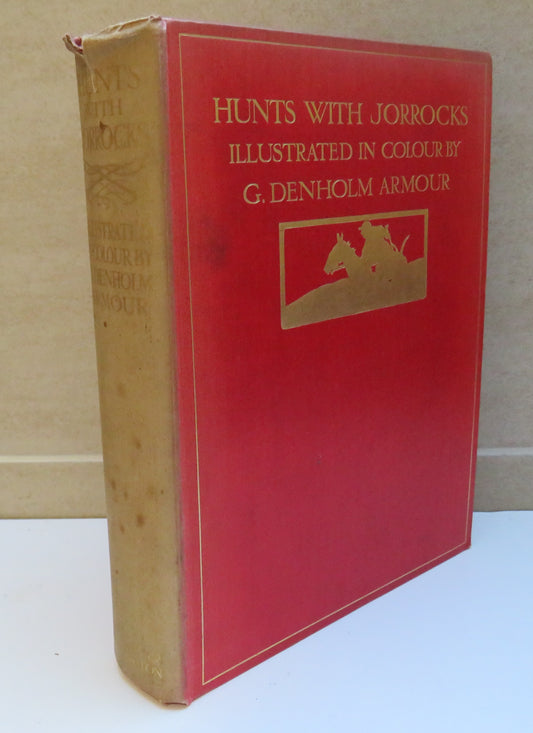 HUNTS WITH JORROCKS
ILLUSTRATED IN COLOUR BY
G. DENHOLM ARMOUR
HUNTS
WITH
JORROCKS
ILLUSTRATED
IN COLOUR BY
G. DENHOLM
ARMOUR